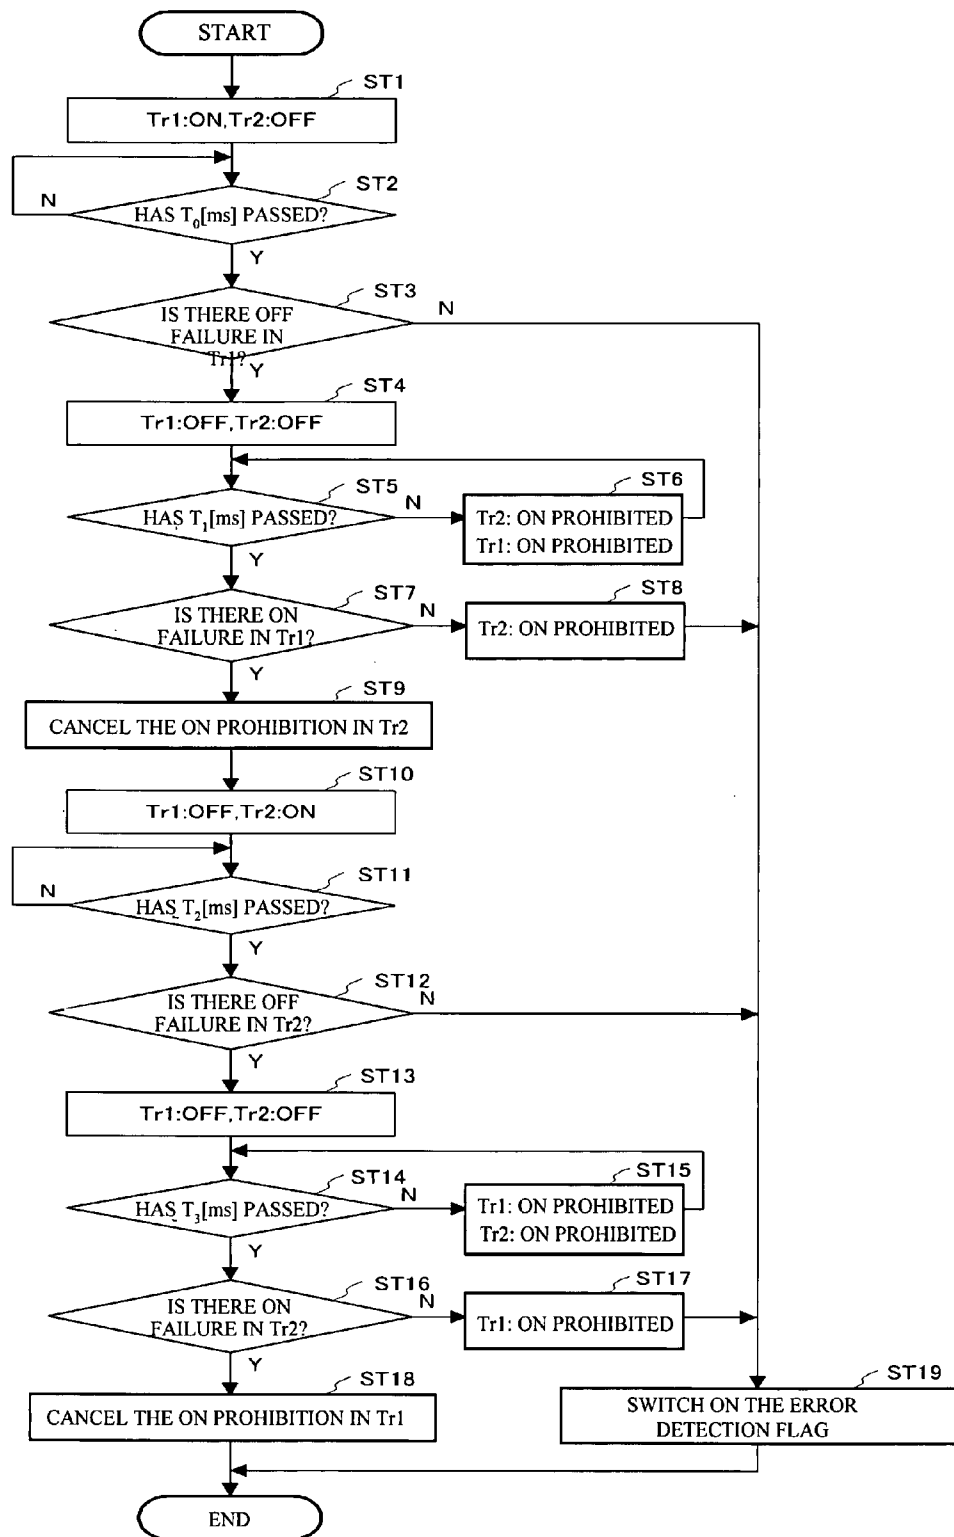 START
ST1
Tr1:ON,Tr2:OFF
ST2
N
HAS T0[ms] PASSED?
Y
ST3
N
IS THERE OFF
FAILURE IN
Tr1?
Y
ST4
Tr1:OFF,Tr2:OFF
ST5
N
HAS T1[ms] PASSED?
ST6
Tr2: ON PROHIBITED
Tr1: ON PROHIBITED
Y
ST7
N
IS THERE ON
FAILURE IN Tr1?
ST8
Tr2: ON PROHIBITED
Y
ST9
CANCEL THE ON PROHIBITION IN Tr2
ST10
Tr1:OFF,Tr2:ON
ST11
N
HAS T2[ms] PASSED?
Y
ST12
N
IS THERE OFF
FAILURE IN Tr2?
Y
ST13
Tr1:OFF,Tr2:OFF
ST14
N
HAS T3[ms] PASSED?
ST15
Tr1: ON PROHIBITED
Tr2: ON PROHIBITED
Y
ST16
N
IS THERE ON
FAILURE IN Tr2?
ST17
Tr1: ON PROHIBITED
Y
ST18
CANCEL THE ON PROHIBITION IN Tr1
ST19
SWITCH ON THE ERROR
DETECTION FLAG
END